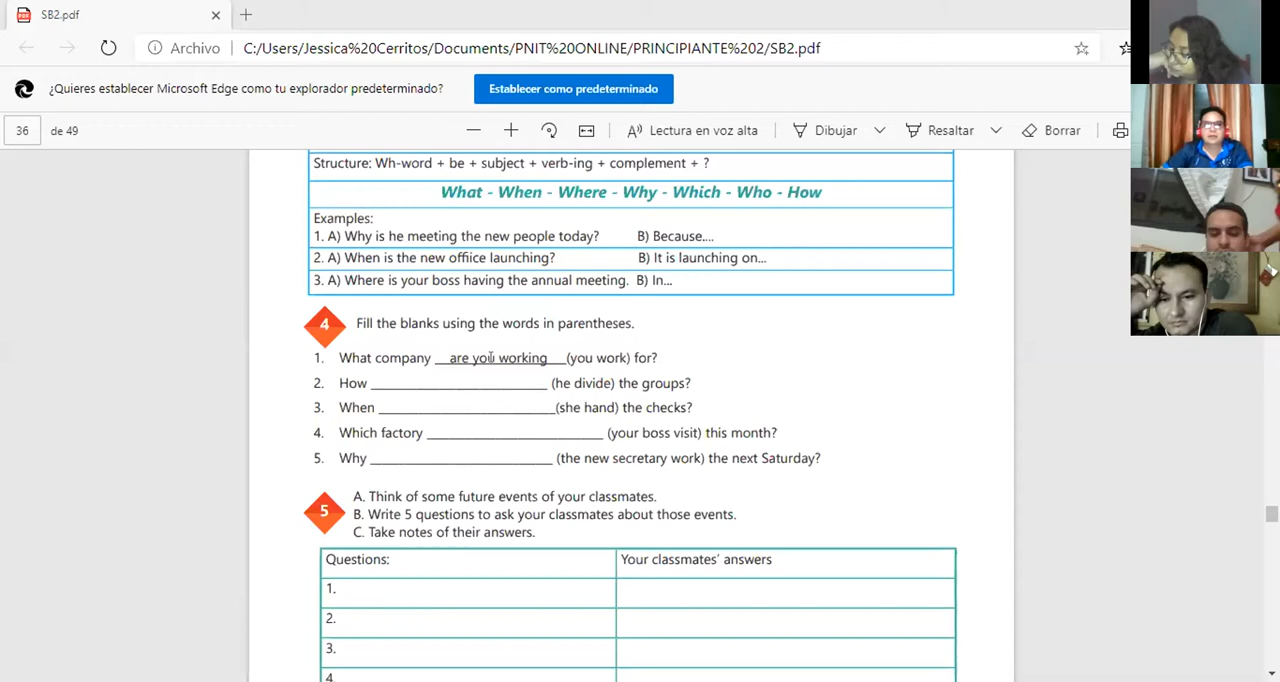 SB2.pdf
Archivo C:/Users/Jessica%20Cerritos/Documents/PNIT%20ONLINE/PRINCIPIANTE%202/SB2.pdf
¿Quieres establecer Microsoft Edge como tu explorador predeterminado? Establecer como predeterminado
36 de 49 Lectura en voz alta Dibujar Resaltar Borrar
Structure: Wh-word + be + subject + verb-ing + complement + ?
What - When - Where - Why - Which - Who - How
Examples:
1. A) Why is he meeting the new people today? B) Because....
2. A) When is the new office launching? B) It is launching on...
3. A) Where is your boss having the annual meeting. B) In...
4 Fill the blanks using the words in parentheses.
1. What company __are you working___(you work) for?
2. How _________________________ (he divide) the groups?
3. When _________________________(she hand) the checks?
4. Which factory _________________________ (your boss visit) this month?
5. Why __________________________ (the new secretary work) the next Saturday?
5 A. Think of some future events of your classmates.
B. Write 5 questions to ask your classmates about those events.
C. Take notes of their answers.
Questions: Your classmates' answers
1.
2.
3.
4.